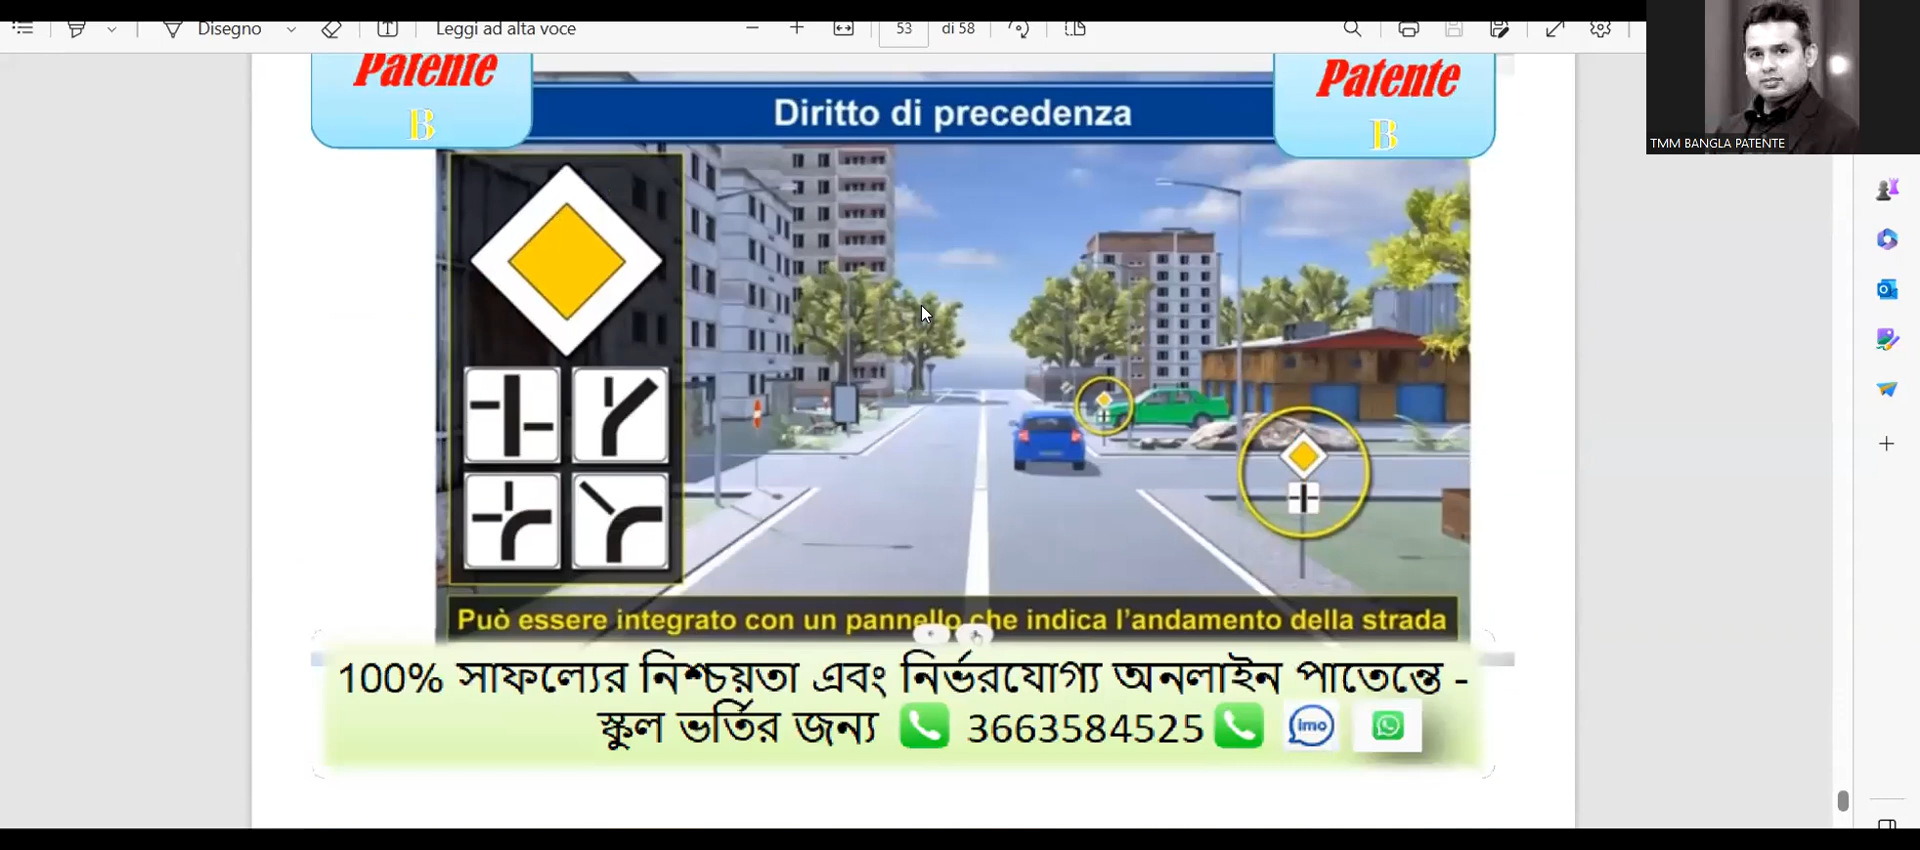 Disegno
Leggi ad alta voce
53
di 58
TMM BANGLA PATENTE
Patente
B
Diritto di precedenza
Patente
B
Può essere integrato con un pannello che indica l'andamento della strada
100% সাফল্যের নিশ্চয়তা এবং নির্ভরযোগ্য অনলাইন পাতেন্তে -
স্কুল ভর্তির জন্য 3663584525 imo